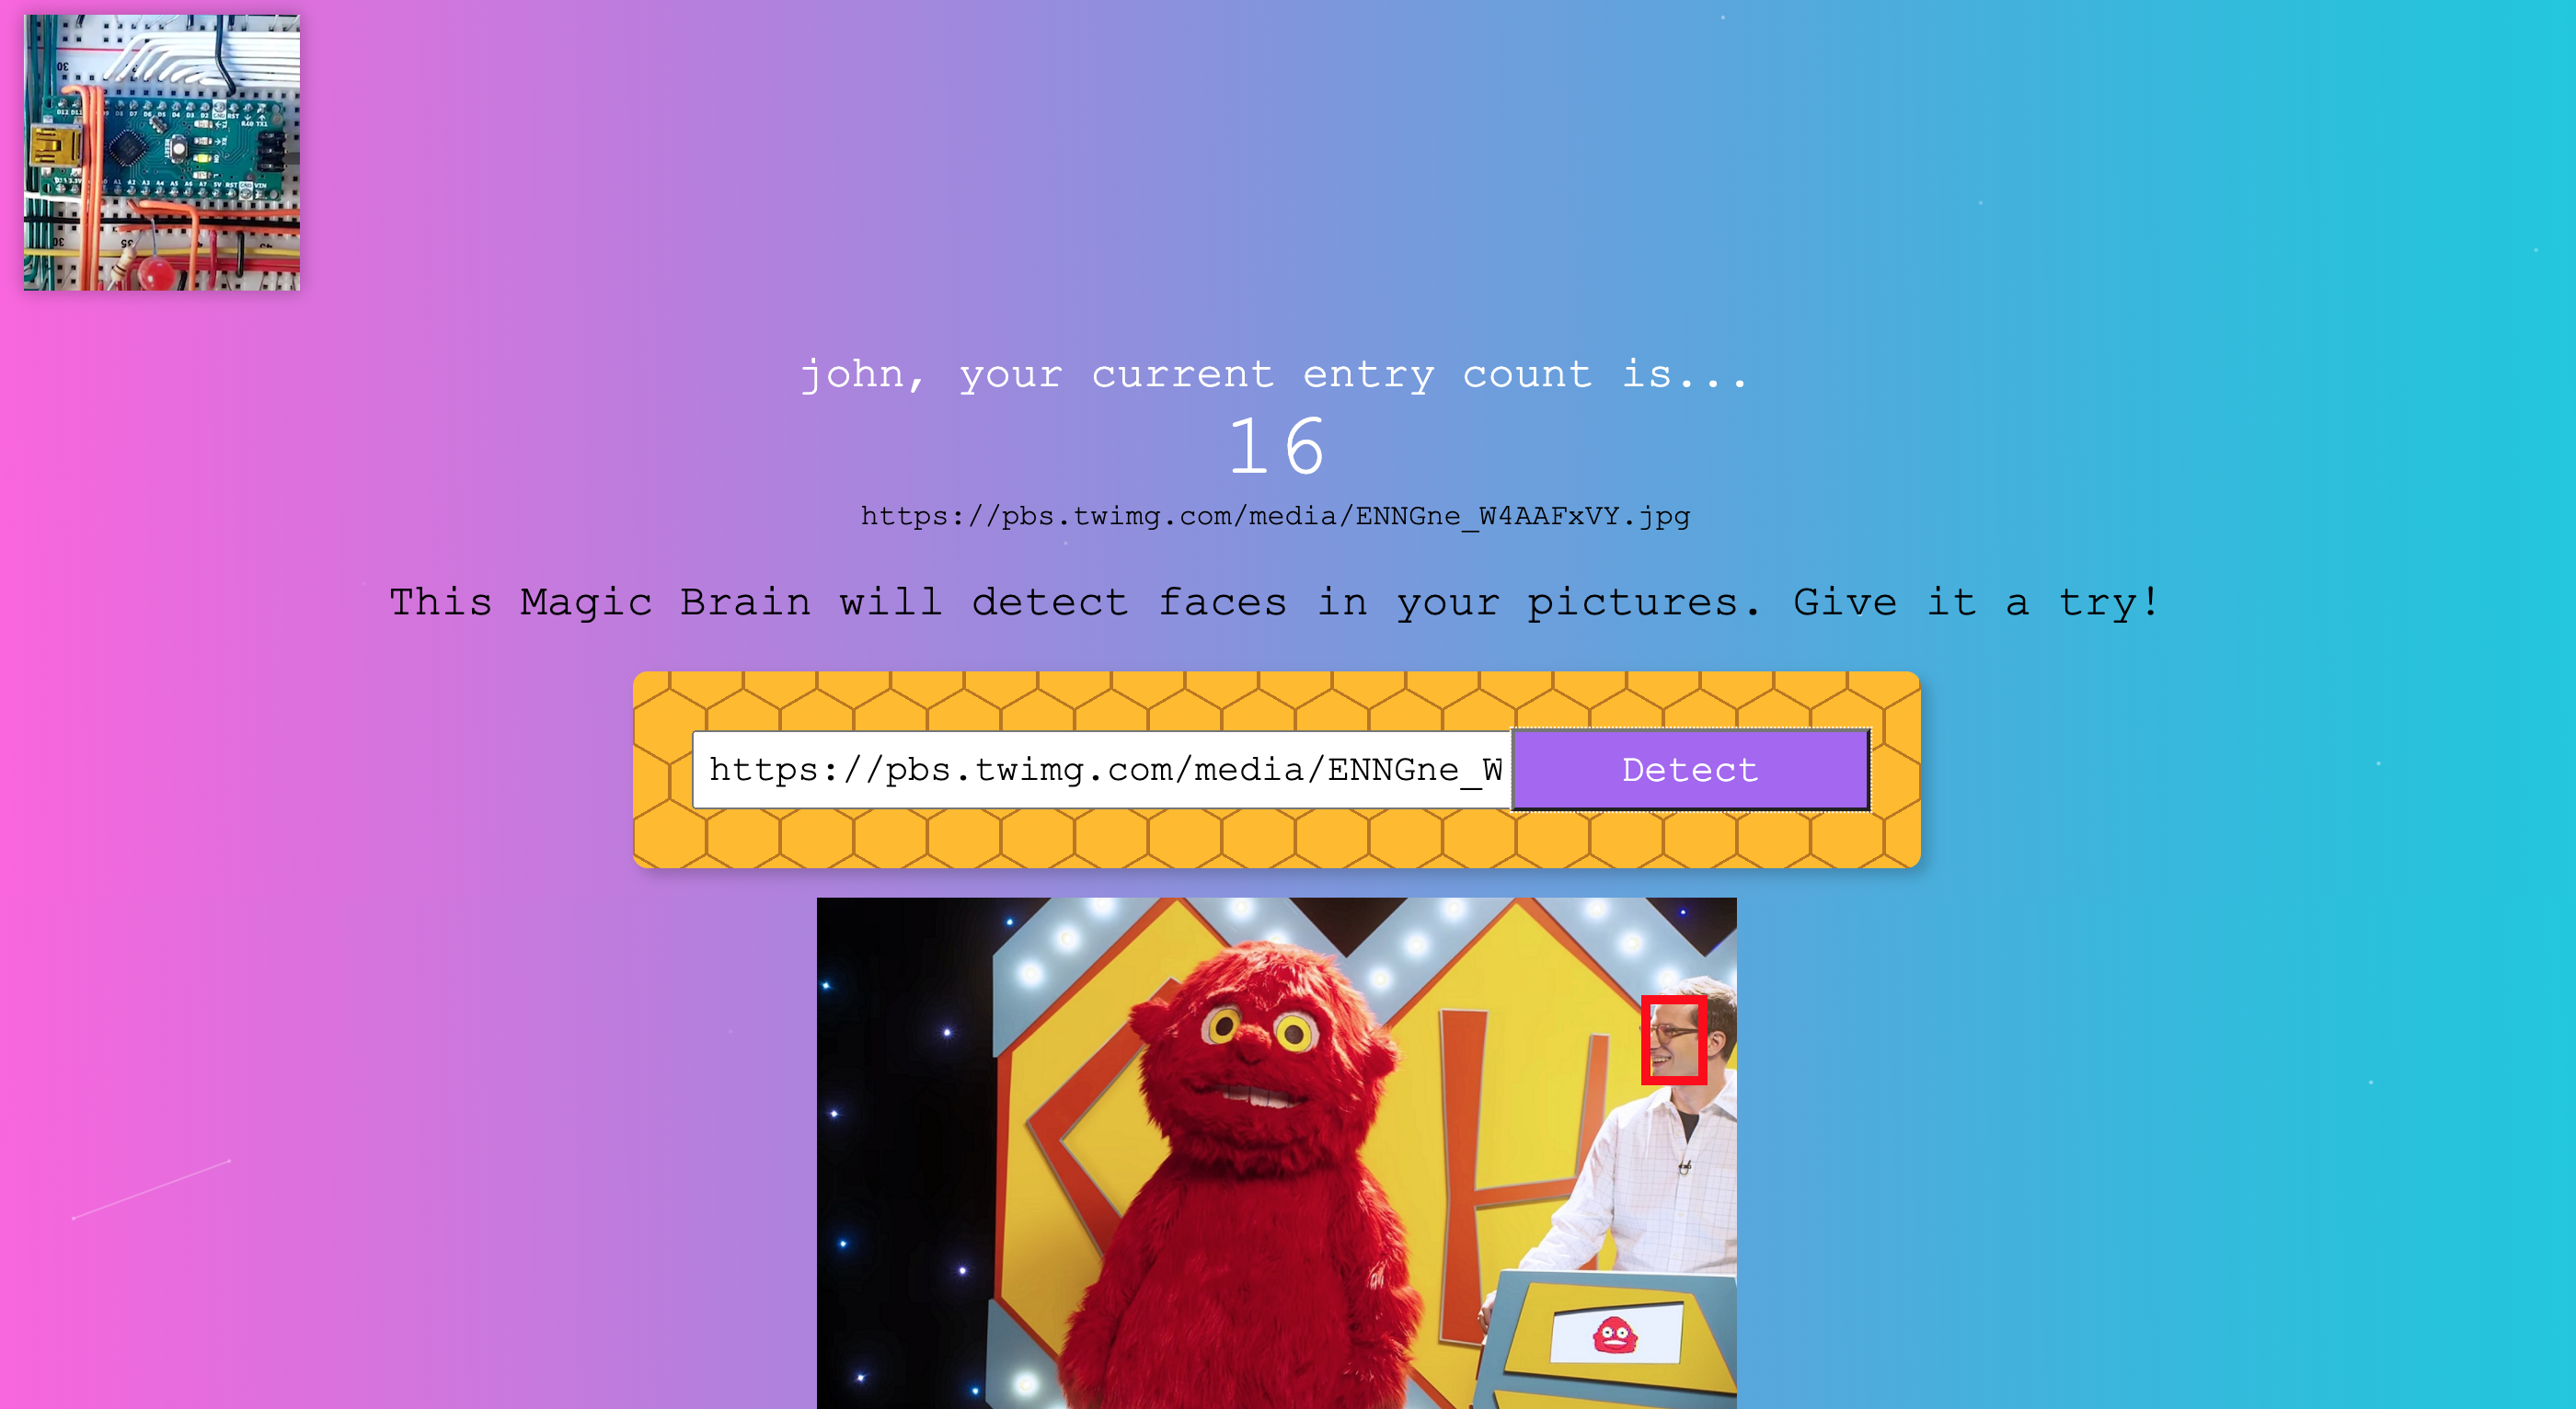 john, your current entry count is...
16
https://pbs.twimg.com/media/ENNGne_W4AAFxVY.jpg
This Magic Brain will detect faces in your pictures. Give it a try!
https://pbs.twimg.com/media/ENNGne_W
Detect